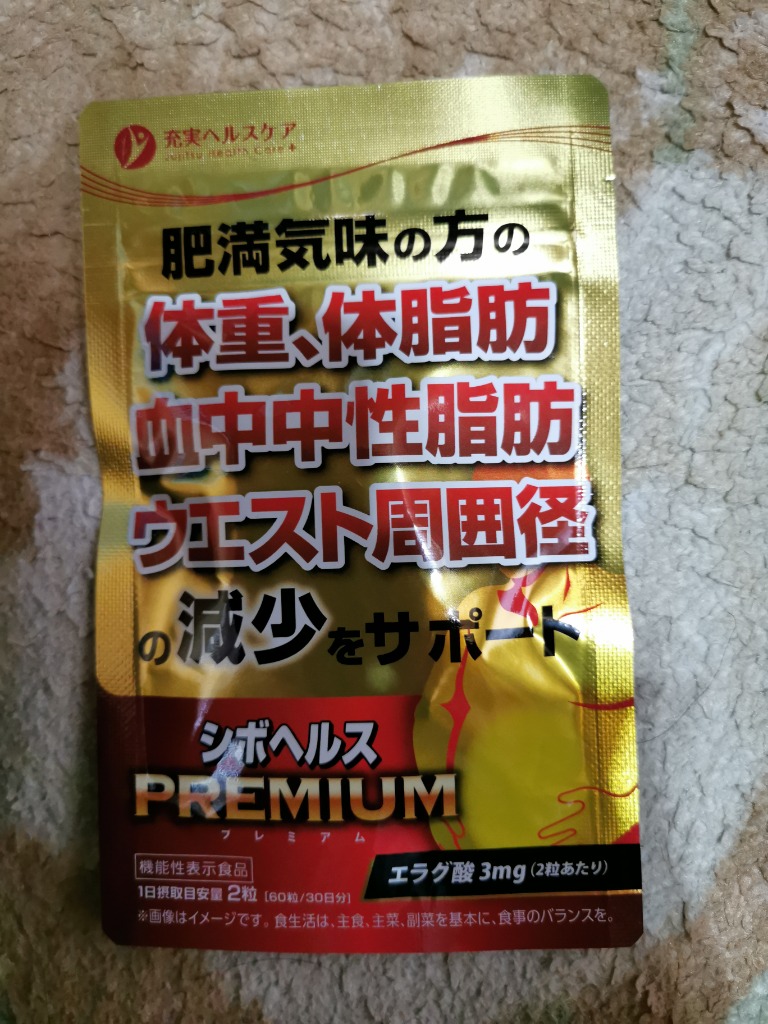 充実ヘルスケア
Jujitsu Health Care
肥満気味の方の
体重、体脂肪
血中中性脂肪
ウエスト周囲径
の減少をサポート
シボヘルス
PREMIUM
プレミアム
機能性表示食品
エラグ酸 3mg（2粒あたり）
1日摂取目安量 2粒 [60粒/30日分]
※画像はイメージです。食生活は、主食、主菜、副菜を基本に、食事のバランスを。